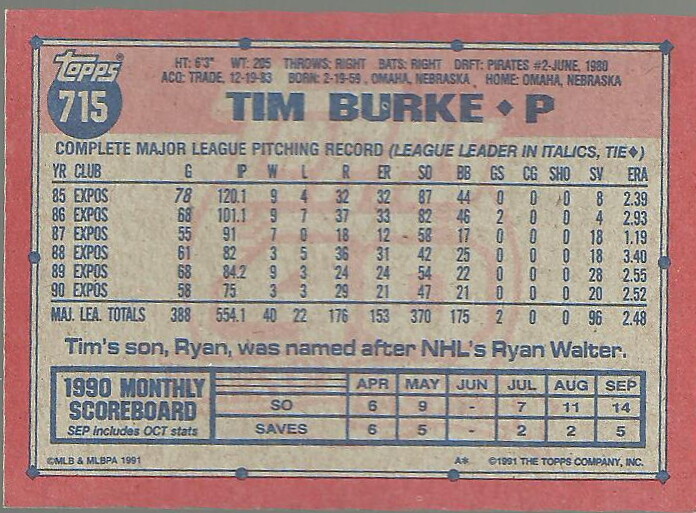 Topps
715
HT: 6'3" WT: 205 THROWS: RIGHT BATS: RIGHT DRFT: PIRATES #2-JUNE, 1980
ACQ: TRADE, 12-19-83 BORN: 2-19-59, OMAHA, NEBRASKA HOME: OMAHA, NEBRASKA
TIM BURKE ♦ P
COMPLETE MAJOR LEAGUE PITCHING RECORD (LEAGUE LEADER IN ITALICS, TIE♦)
YR CLUB G IP W L R ER SO BB GS CG SHO SV ERA
85 EXPOS 78 120.1 9 4 32 32 87 44 0 0 0 8 2.39
86 EXPOS 68 101.1 9 7 37 33 82 46 2 0 0 4 2.93
87 EXPOS 55 91 7 0 18 12 58 17 0 0 0 18 1.19
88 EXPOS 61 82 3 5 36 31 42 25 0 0 0 18 3.40
89 EXPOS 68 84.2 9 3 24 24 54 22 0 0 0 28 2.55
90 EXPOS 58 75 3 3 29 21 47 21 0 0 0 20 2.52
MAJ. LEA. TOTALS 388 554.1 40 22 176 153 370 175 2 0 0 96 2.48
Tim's son, Ryan, was named after NHL's Ryan Walter.
1990 MONTHLY SCOREBOARD
SEP includes OCT stats
APR MAY JUN JUL AUG SEP
SO 6 9 - 7 11 14
SAVES 6 5 - 2 2 5
©MLB & MLBPA 1991 A* ©1991 THE TOPPS COMPANY, INC.